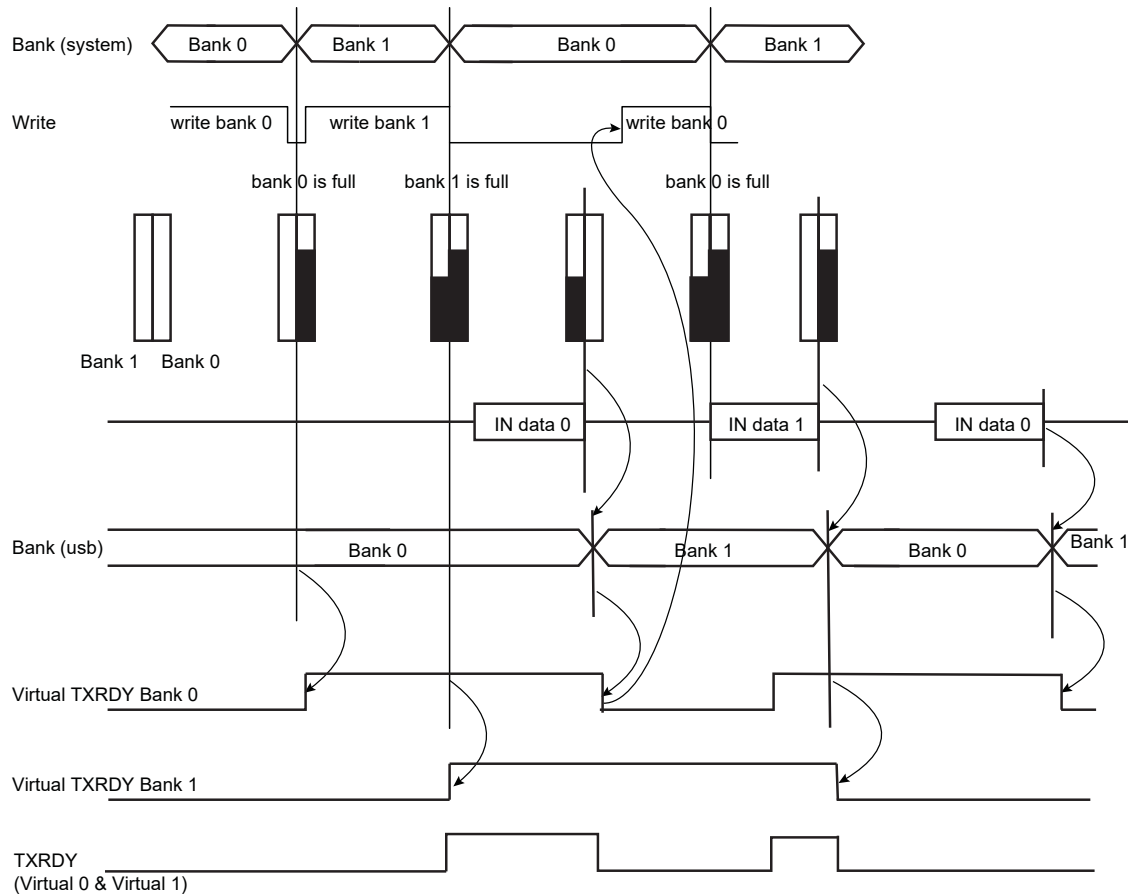 Bank (system)
Bank 0
Bank 1
Bank 0
Bank 1
Write
write bank 0
write bank 1
write bank 0
bank 0 is full
bank 1 is full
bank 0 is full
Bank 1
Bank 0
IN data 0
IN data 1
IN data 0
Bank (usb)
Bank 0
Bank 1
Bank 0
Bank 1
Virtual TXRDY Bank 0
Virtual TXRDY Bank 1
TXRDY
(Virtual 0 & Virtual 1)